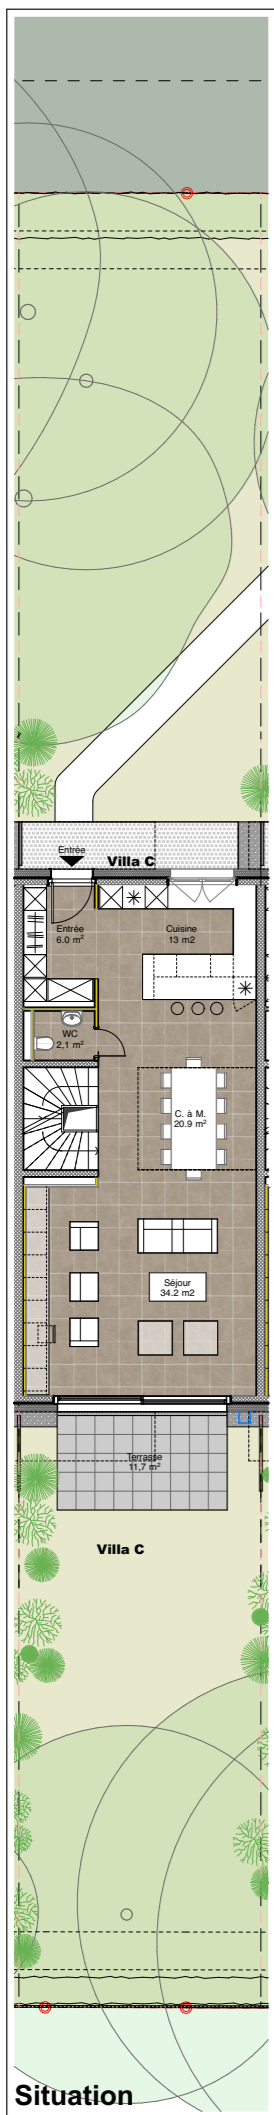 Entrée
Villa C
Entrée
6.0 m²
Cuisine
13 m2
WC
2,1 m²
C. à M.
20.9 m²
Séjour
34.2 m2
Terrasse
11,7 m²
Villa C
Situation